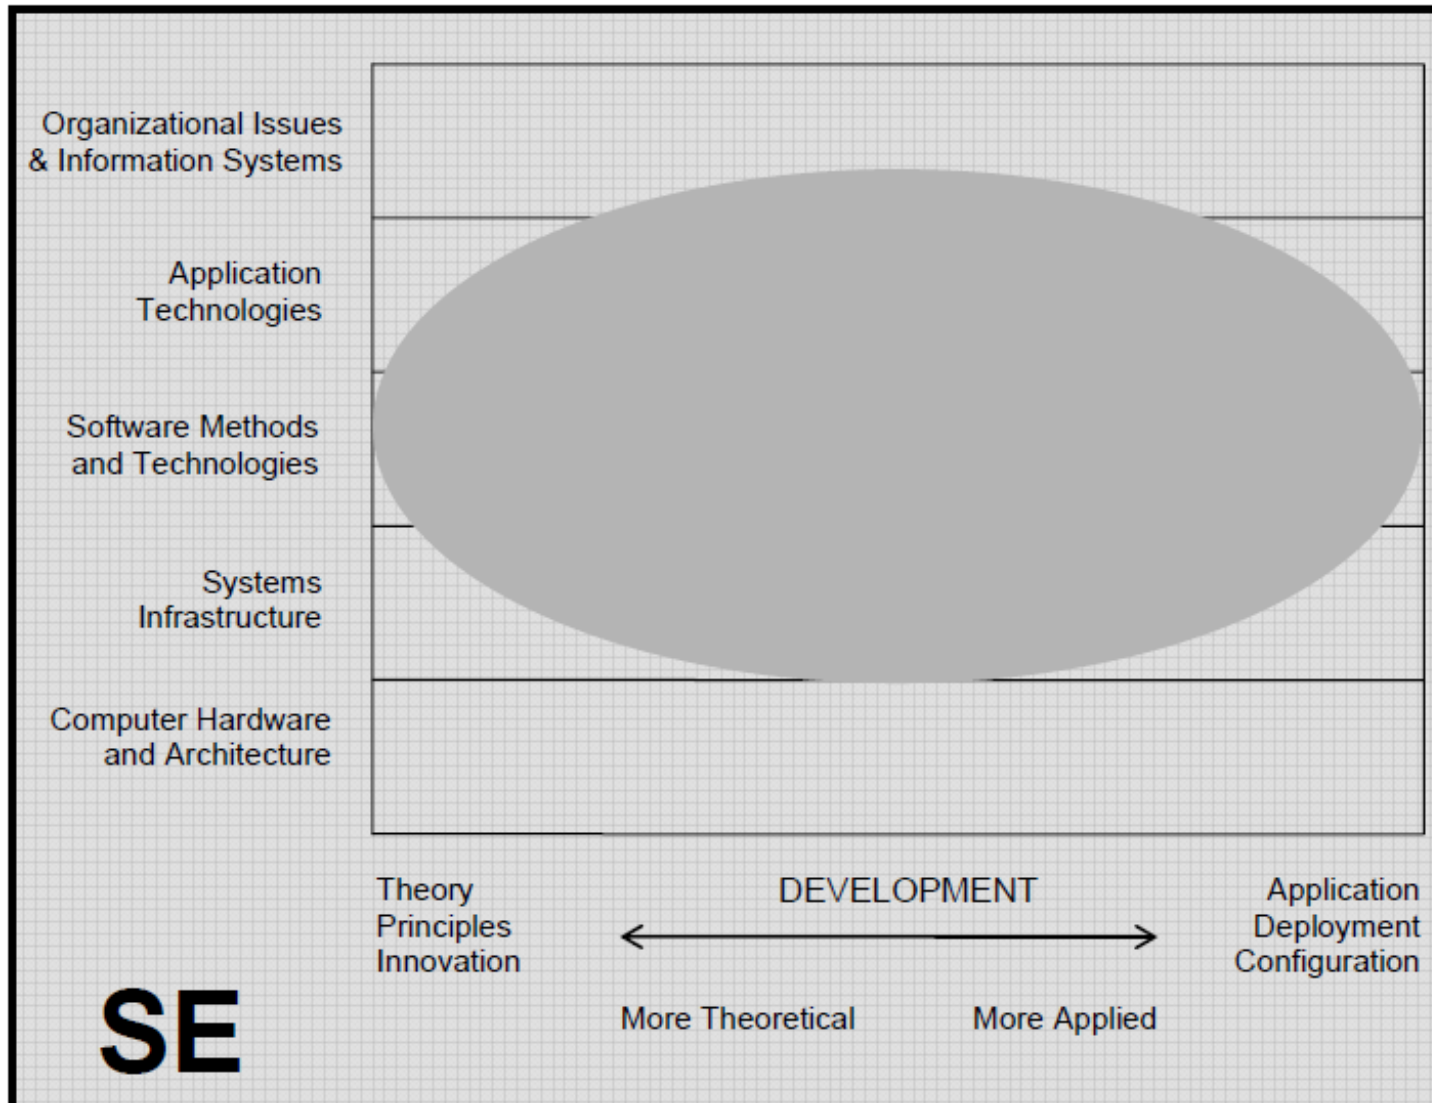 Organizational Issues
& Information Systems
Application
Technologies
Software Methods
and Technologies
Systems
Infrastructure
Computer Hardware
and Architecture
Theory
Principles
Innovation
DEVELOPMENT
Application
Deployment
Configuration
More Theoretical
More Applied
SE